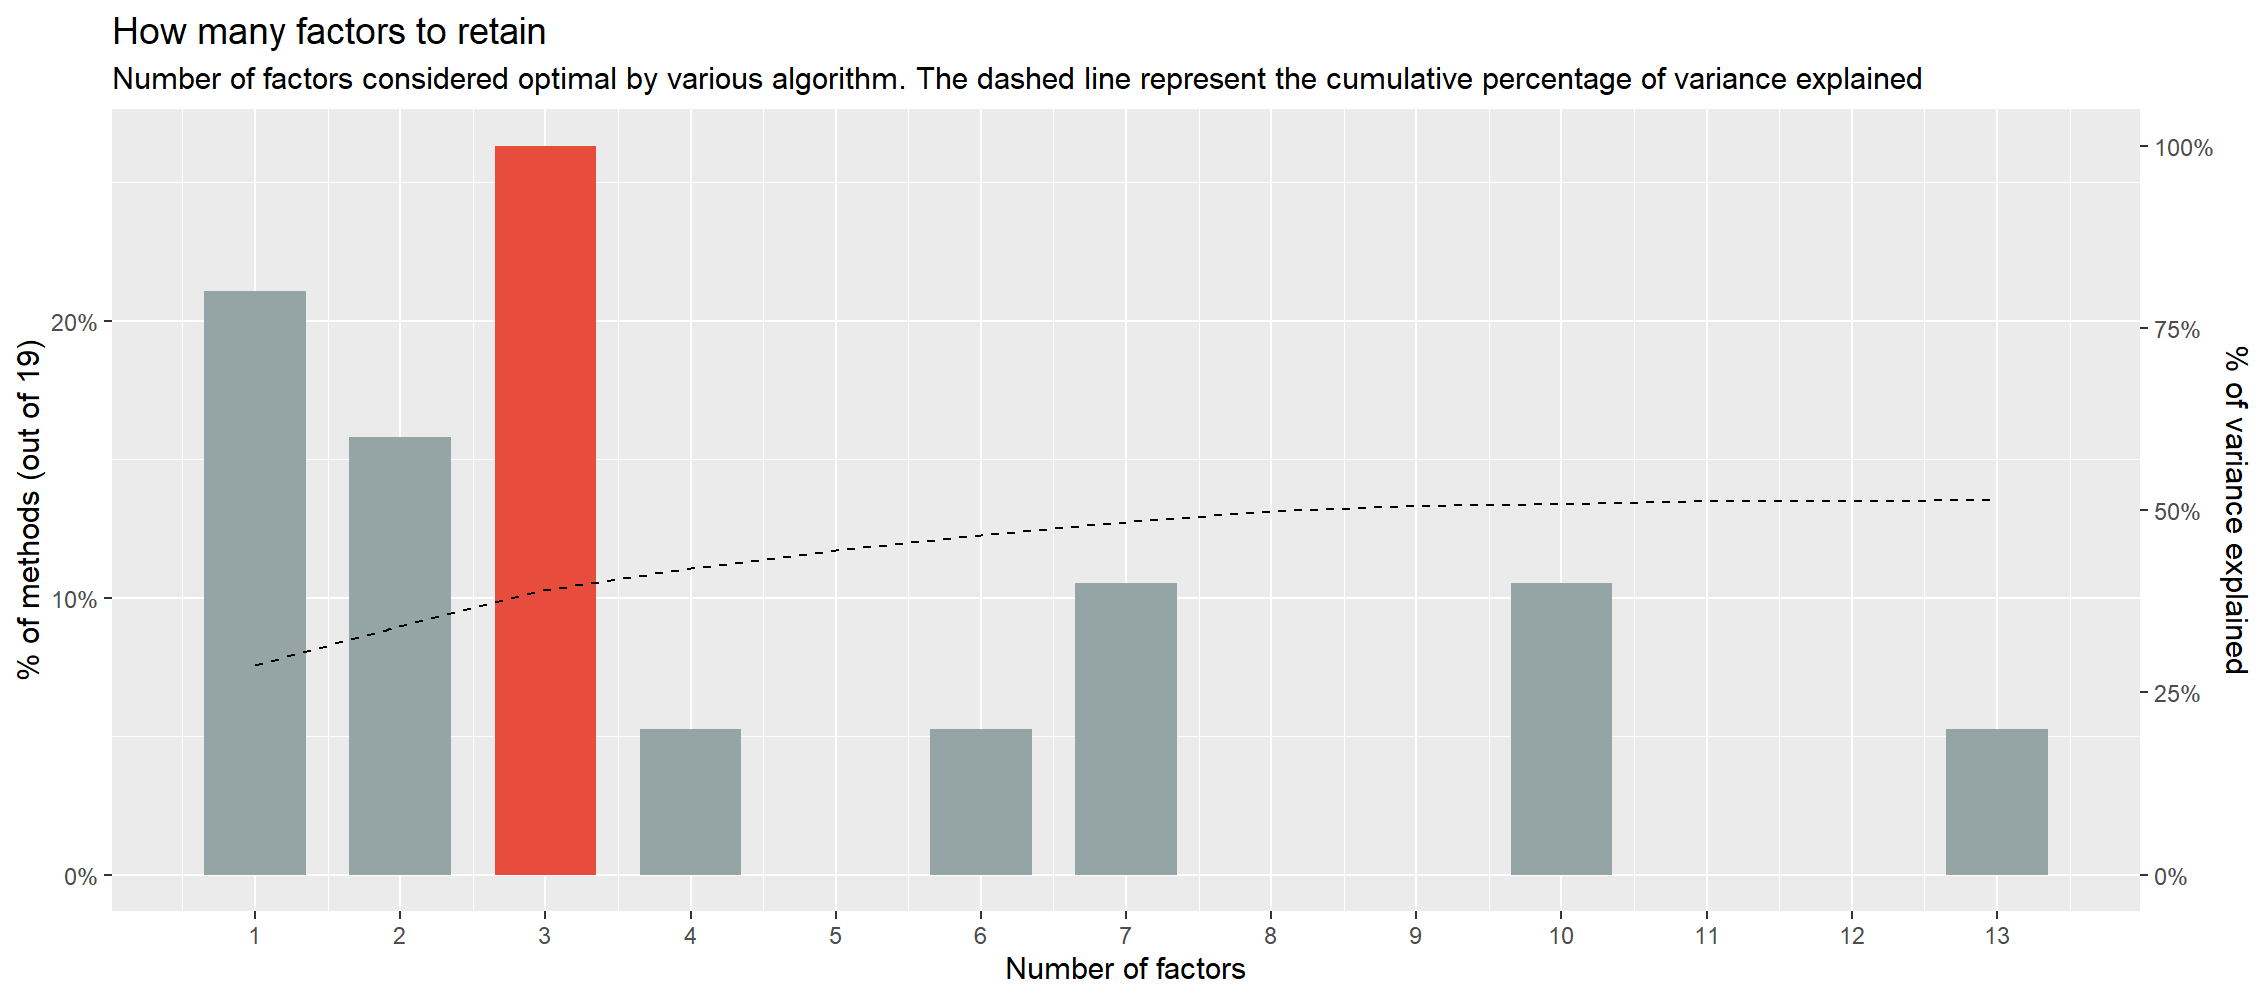 How many factors to retain
Number of factors considered optimal by various algorithm. The dashed line represent the cumulative percentage of variance explained
% of methods (out of 19)
20%
10%
0%
100%
75%
50%
25%
0%
% of variance explained
1 2 3 4 5 6 7 8 9 10 11 12 13
Number of factors